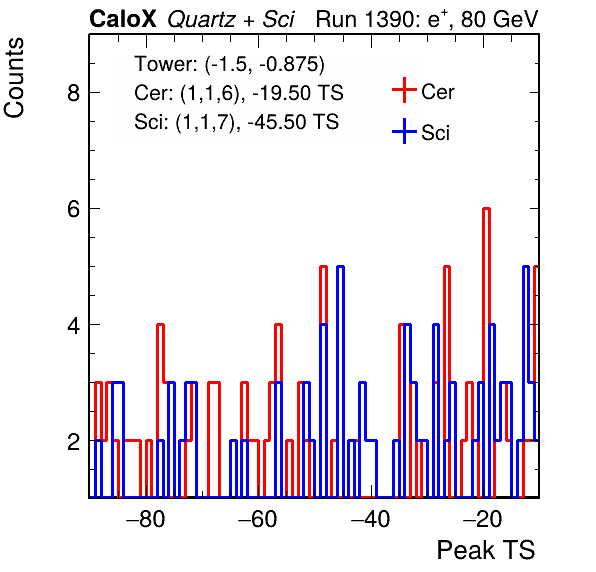 CaloX Quartz + Sci Run 1390: e⁺, 80 GeV
Counts
Tower: (-1.5, -0.875)
Cer: (1,1,6), -19.50 TS
Sci: (1,1,7), -45.50 TS
Cer
Sci
8
6
4
2
−80 −60 −40 −20
Peak TS